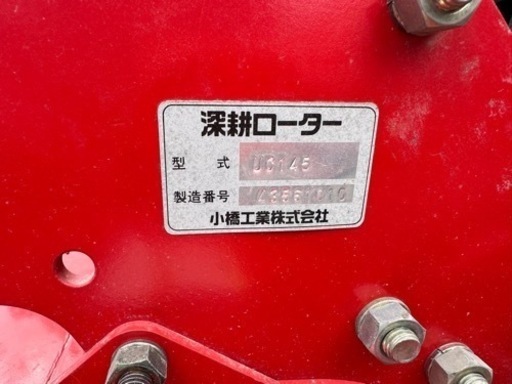 深耕ローター
型 式
製造番号
小橋工業株式会社